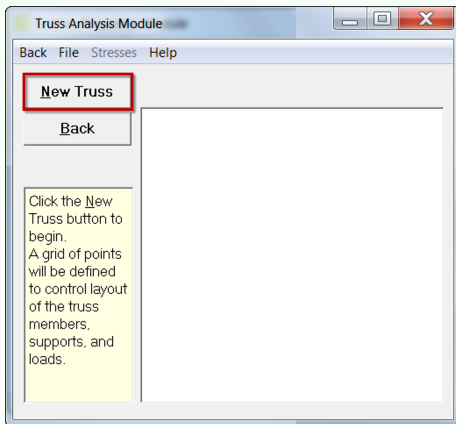 Truss Analysis Module
Back File Stresses Help
New Truss
Back
Click the New
Truss button to
begin.
A grid of points
will be defined
to control layout
of the truss
members,
supports, and
loads.